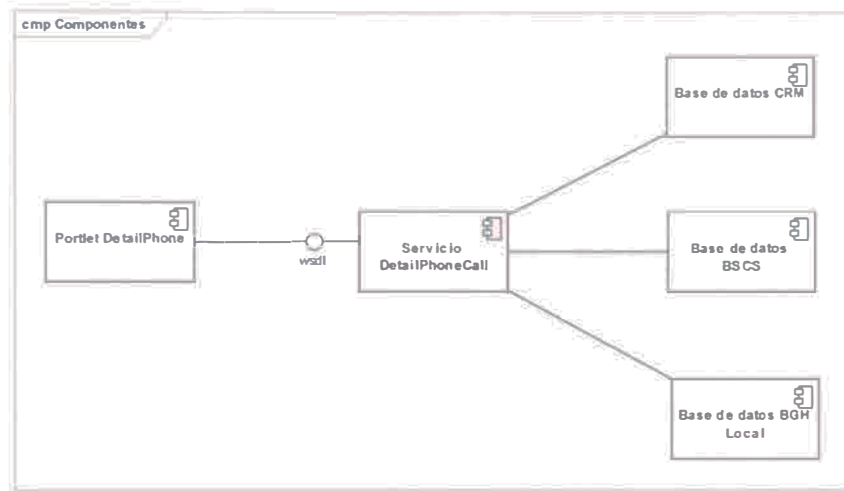 cmp Componentes
Base de datos CRM
Portlet DetailPhone
wsdl
Servicio
DetailPhoneCall
Base de datos
BSCS
Base de datos BGH
Local